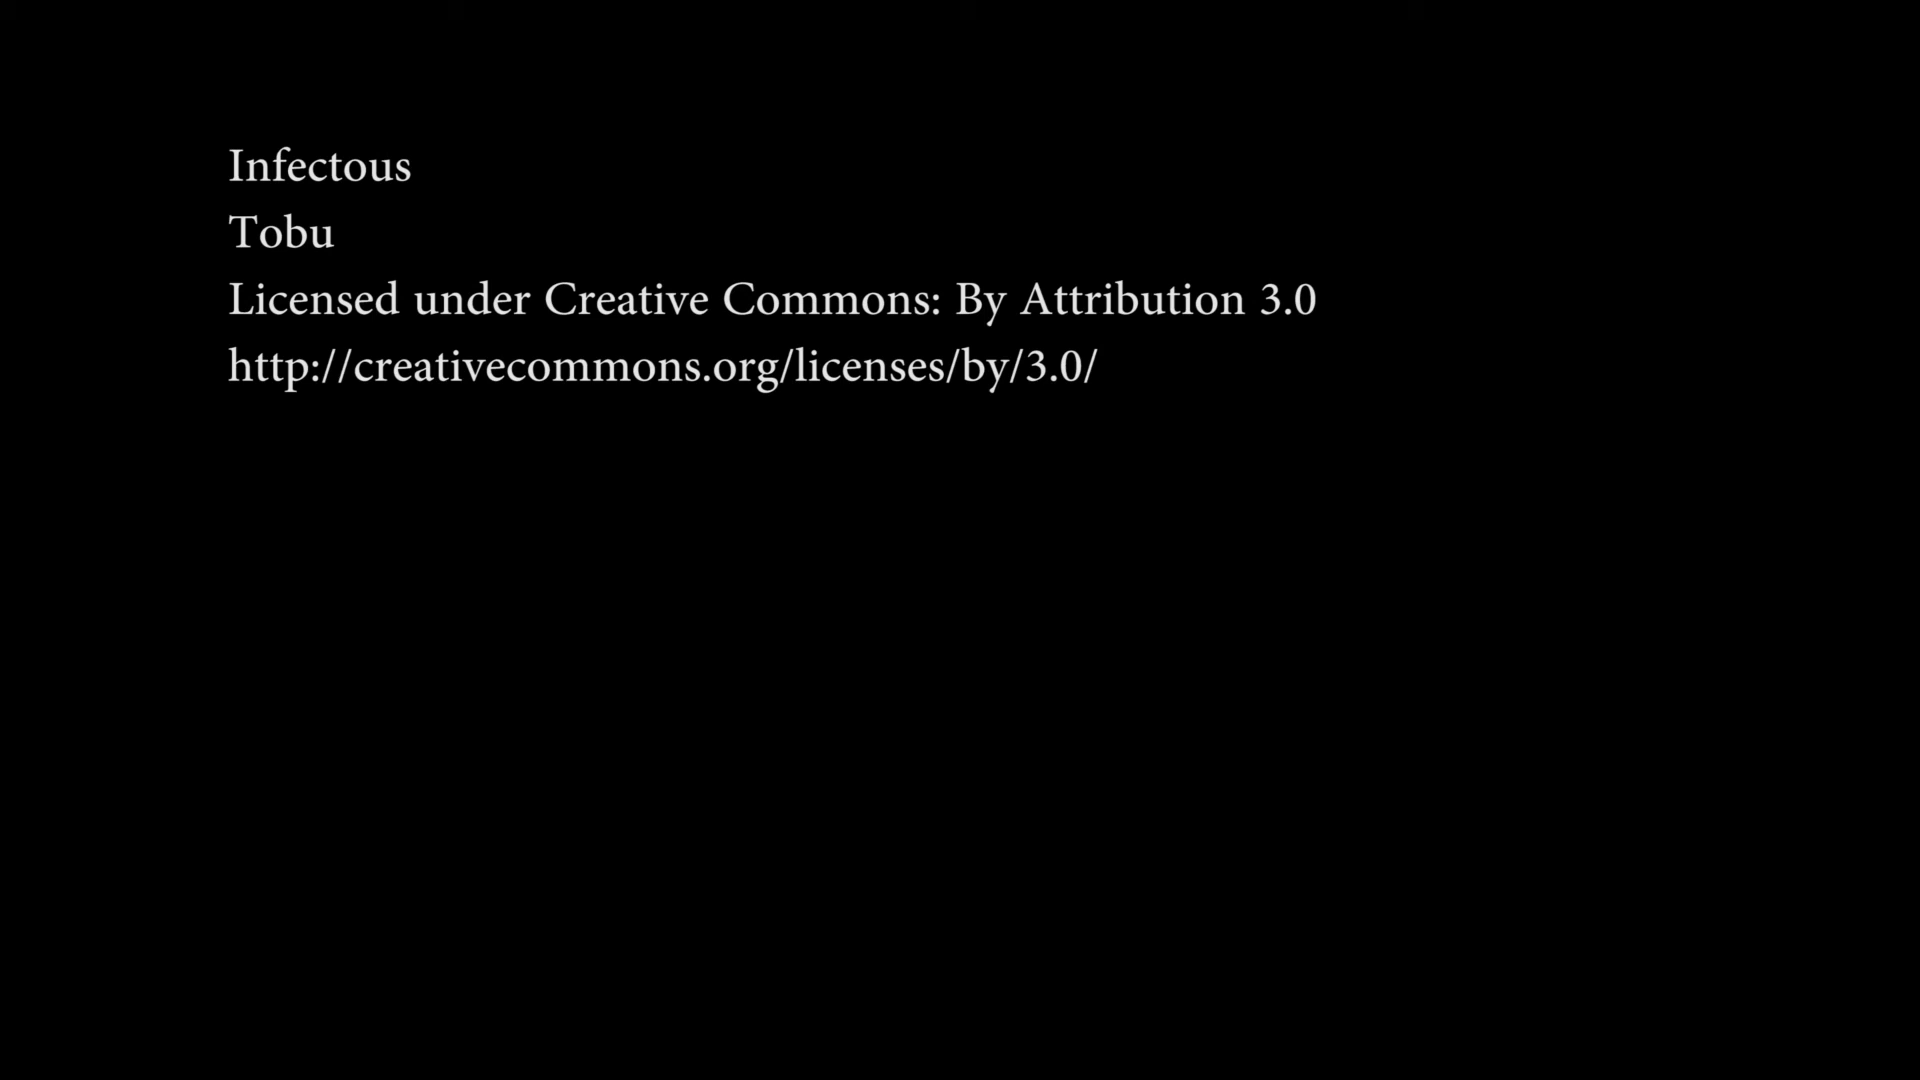 Infectous
Tobu
Licensed under Creative Commons: By Attribution 3.0
http://creativecommons.org/licenses/by/3.0/